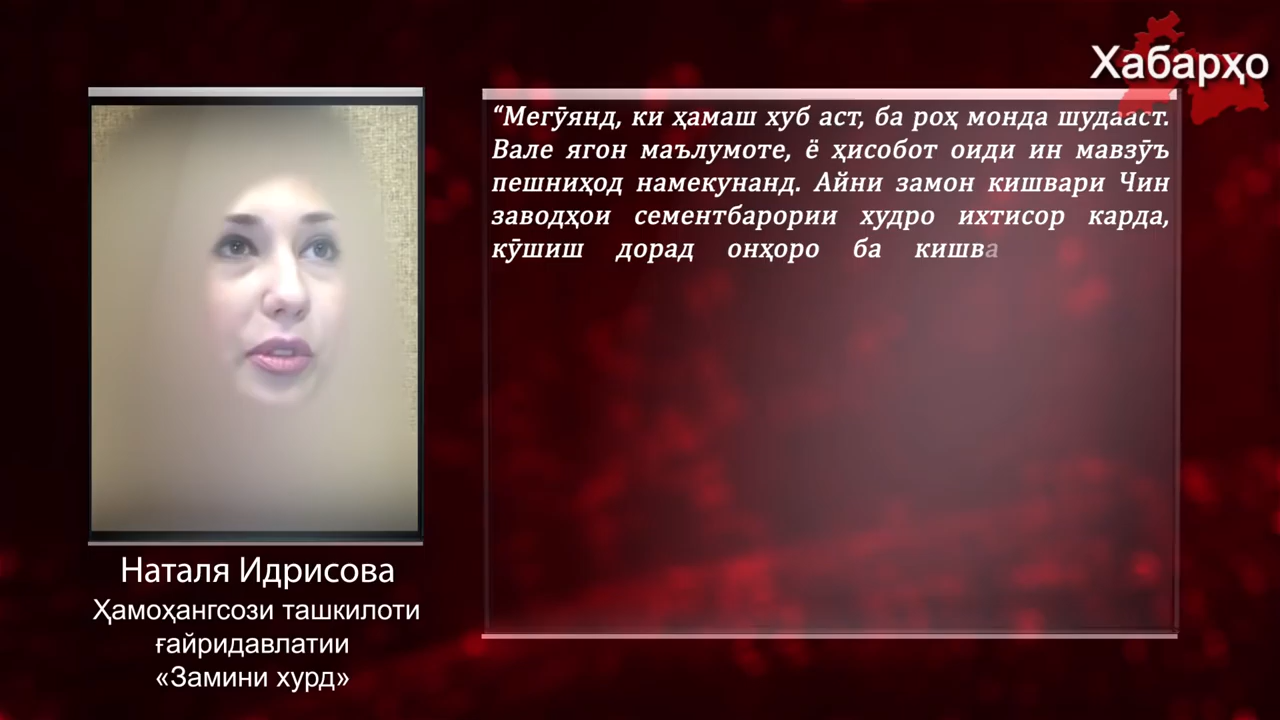 Хабарҳо
“Мегӯянд, ки ҳамаш хуб аст, ба роҳ монда шудааст.
Вале ягон маълумоте, ё ҳисобот оиди ин мавзӯъ
пешниҳод намекунанд. Айни замон кишвари Чин
заводҳои сементбарории худро ихтисор карда,
кӯшиш дорад онҳоро ба кишва
Наталя Идрисова
Ҳамоҳангсози ташкилоти
ғайридавлатии
«Замини хурд»